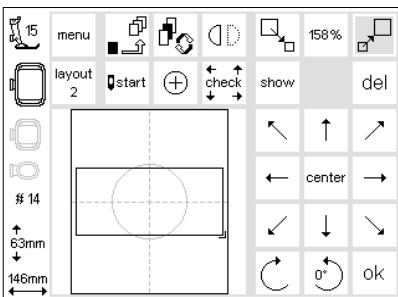 15 menu 158%
layout
2
start
check
show
del
center
# 14
63mm
146mm
0°
ok